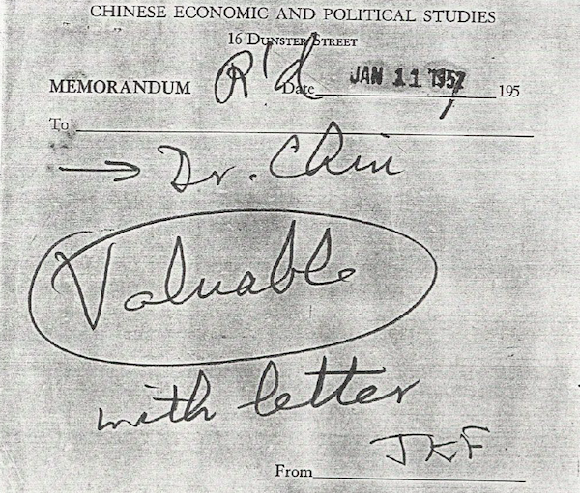 CHINESE ECONOMIC AND POLITICAL STUDIES
16 DUNSTER STREET
MEMORANDUM R'd Date JAN 11 1957 195
To
→ Dr. Chin
Valuable
with letter
JKF
From